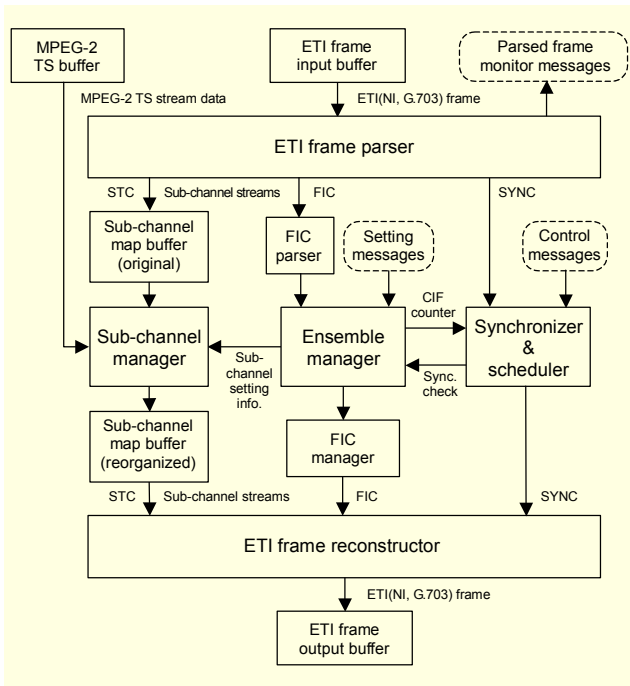 MPEG-2
TS buffer
ETI frame
input buffer
Parsed frame
monitor messages
MPEG-2 TS stream data
ETI(NI, G.703) frame
ETI frame parser
STC
Sub-channel streams
FIC
SYNC
Sub-channel
map buffer
(original)
FIC
parser
Setting
messages
Control
messages
Sub-channel
manager
Sub-
channel
setting
info.
Ensemble
manager
CIF
counter
Sync.
check
Synchronizer
&
scheduler
Sub-channel
map buffer
(reorganized)
FIC
manager
STC
Sub-channel streams
FIC
SYNC
ETI frame reconstructor
ETI(NI, G.703) frame
ETI frame
output buffer